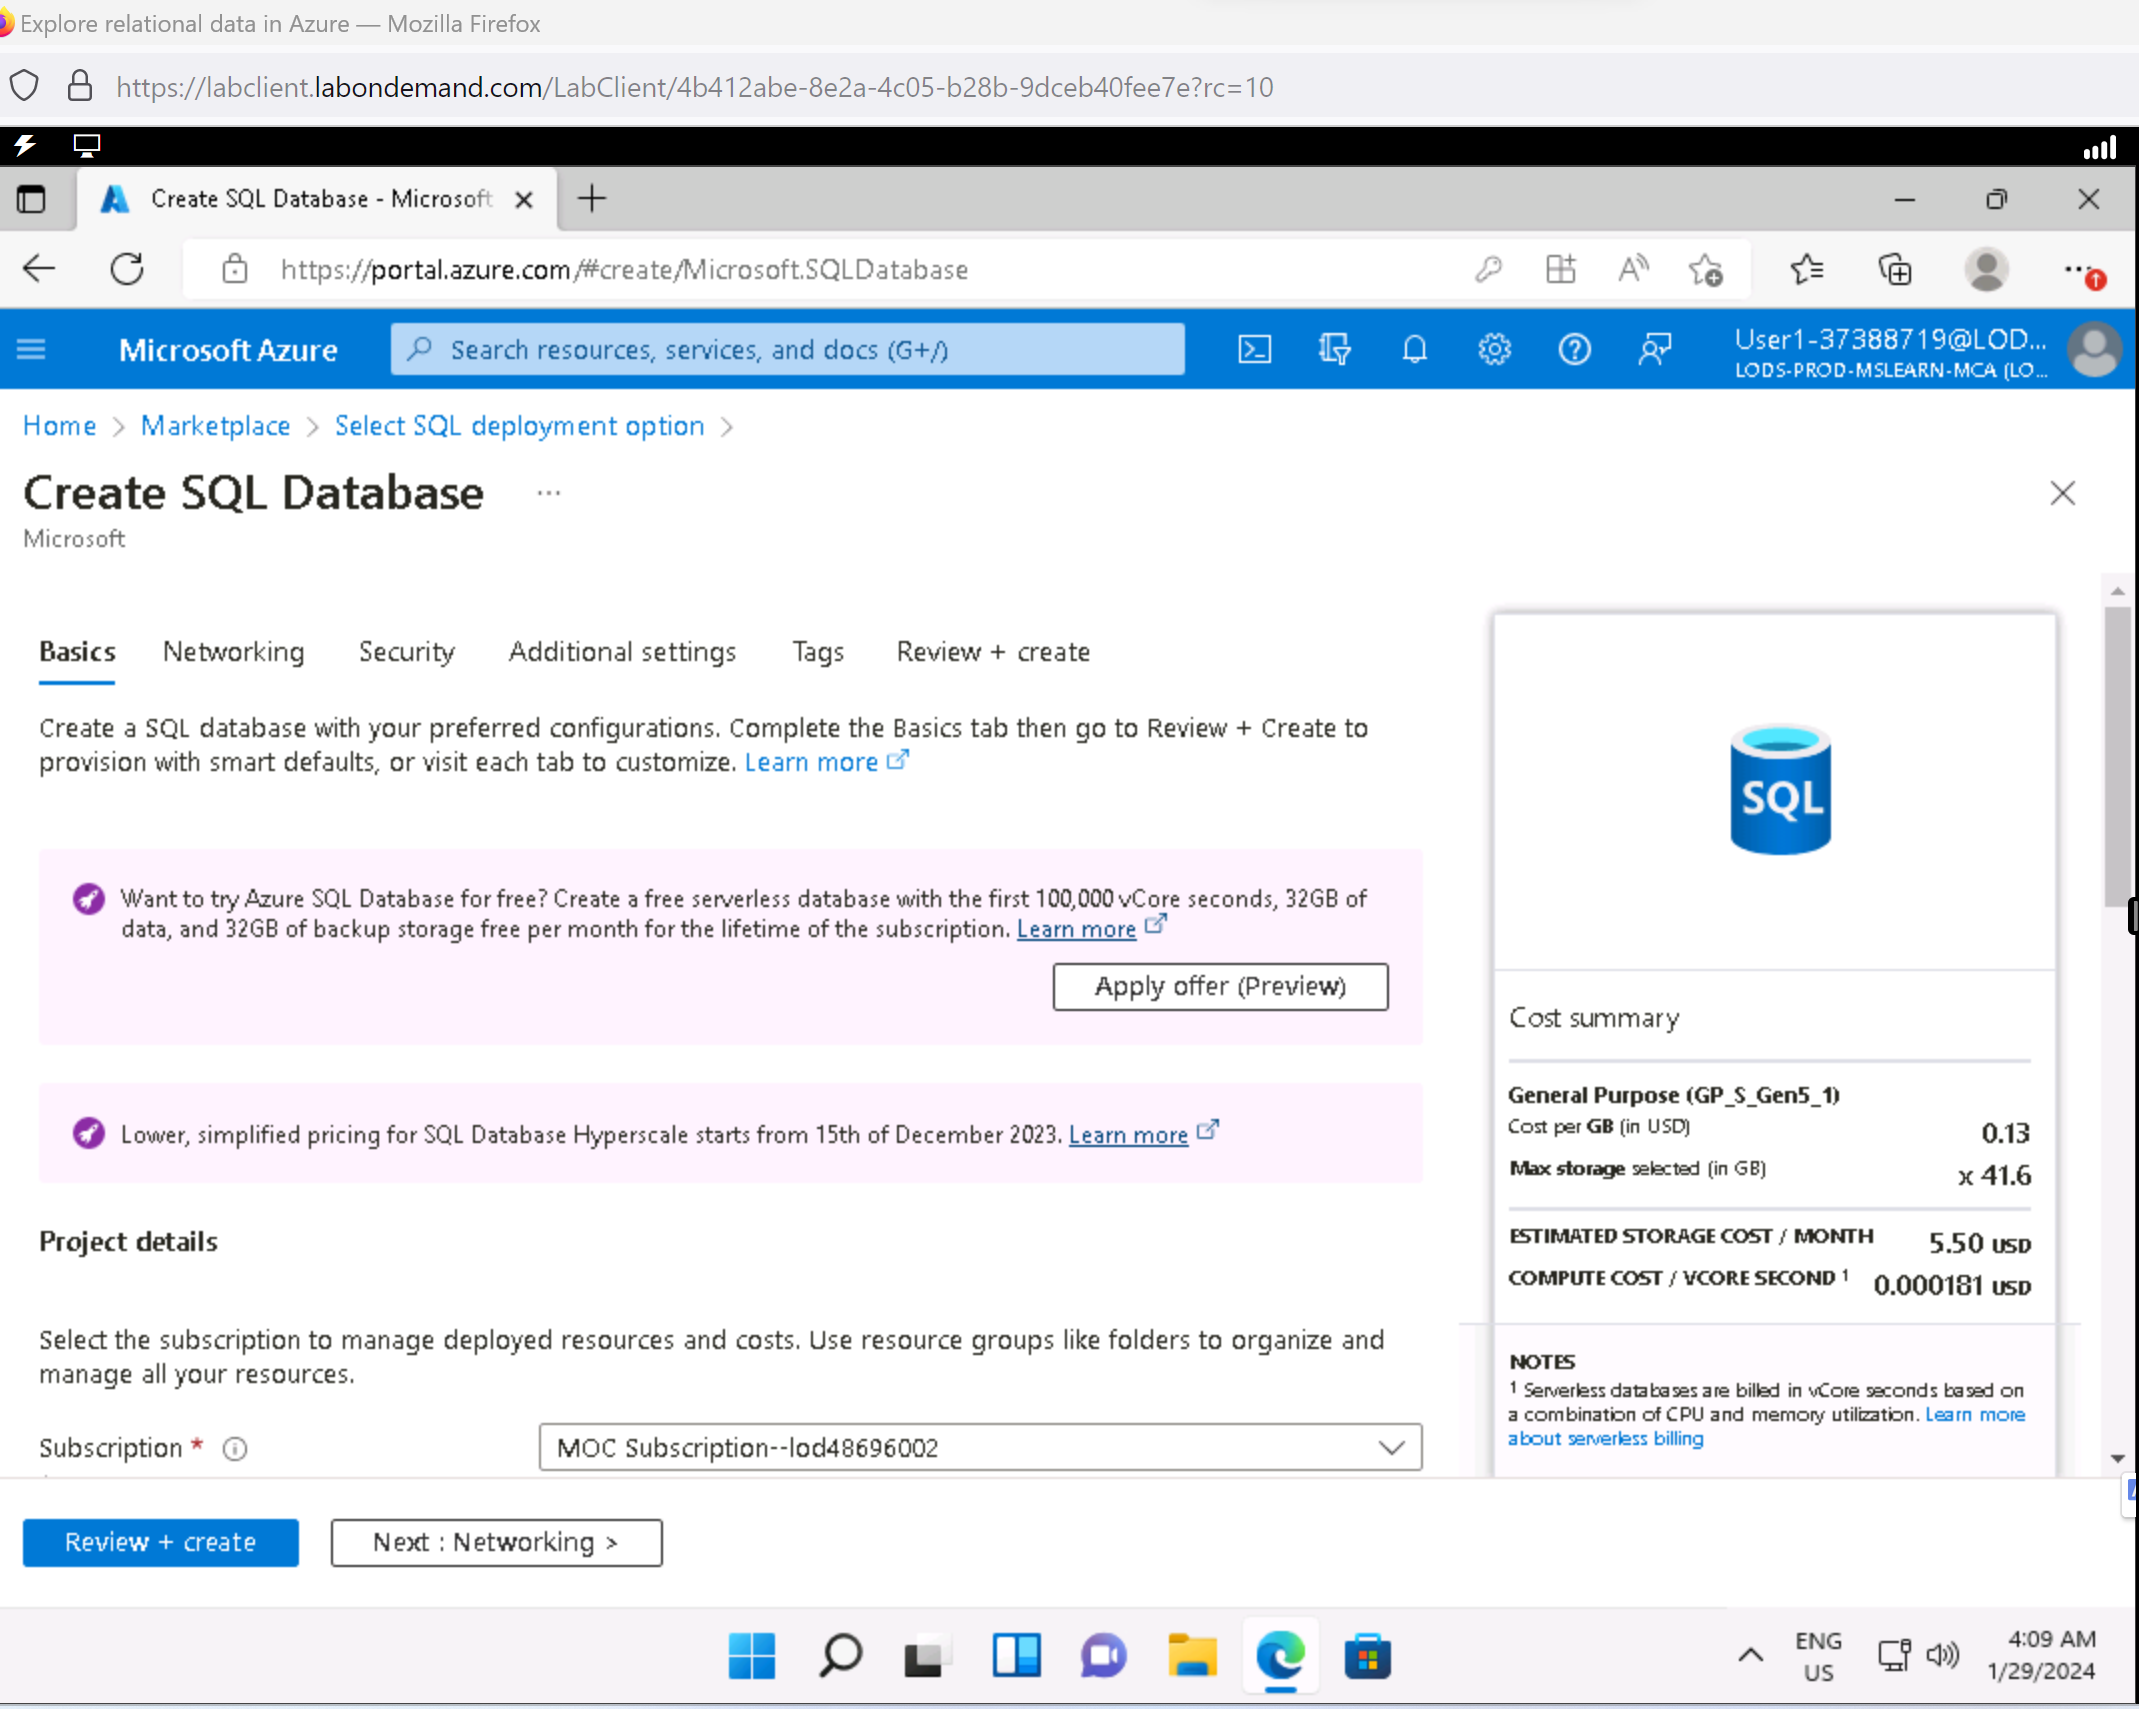 Explore relational data in Azure — Mozilla Firefox
https://labclient.labondemand.com/LabClient/4b412abe-8e2a-4c05-b28b-9dceb40fee7e?rc=10
Create SQL Database - Microsoft
https://portal.azure.com/#create/Microsoft.SQLDatabase
Microsoft Azure
Search resources, services, and docs (G+/)
User1-37388719@LOD...
LODS-PROD-MSLEARN-MCA (LO...
Home > Marketplace > Select SQL deployment option >
Create SQL Database ...
Microsoft
Basics Networking Security Additional settings Tags Review + create
Create a SQL database with your preferred configurations. Complete the Basics tab then go to Review + Create to
provision with smart defaults, or visit each tab to customize. Learn more
Want to try Azure SQL Database for free? Create a free serverless database with the first 100,000 vCore seconds, 32GB of
data, and 32GB of backup storage free per month for the lifetime of the subscription. Learn more
Apply offer (Preview)
Lower, simplified pricing for SQL Database Hyperscale starts from 15th of December 2023. Learn more
Project details
Select the subscription to manage deployed resources and costs. Use resource groups like folders to organize and
manage all your resources.
Subscription *
MOC Subscription--lod48696002
SQL
Cost summary
General Purpose (GP_S_Gen5_1)
Cost per GB (in USD) 0.13
Max storage selected (in GB) x 41.6
ESTIMATED STORAGE COST / MONTH 5.50 USD
COMPUTE COST / VCORE SECOND ¹ 0.000181 USD
NOTES
¹ Serverless databases are billed in vCore seconds based on
a combination of CPU and memory utilization. Learn more
about serverless billing
Review + create
Next : Networking >
ENG
US
4:09 AM
1/29/2024